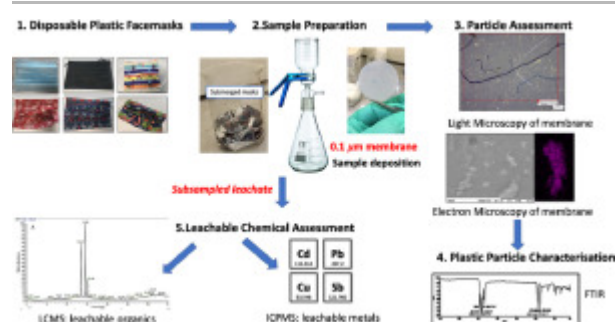 1. Disposable Plastic Facemasks
2.Sample Preparation
3. Particle Assessment
Submerged masks
0.1 µm membrane
Sample deposition
Light Microscopy of membrane
Electron Microscopy of membrane
Subsampled leachate
5.Leachable Chemical Assessment
Cd
Pb
Cu
Sb
LCMS: leachable organics
ICPMS: leachable metals
4. Plastic Particle Characterisation
FTIR